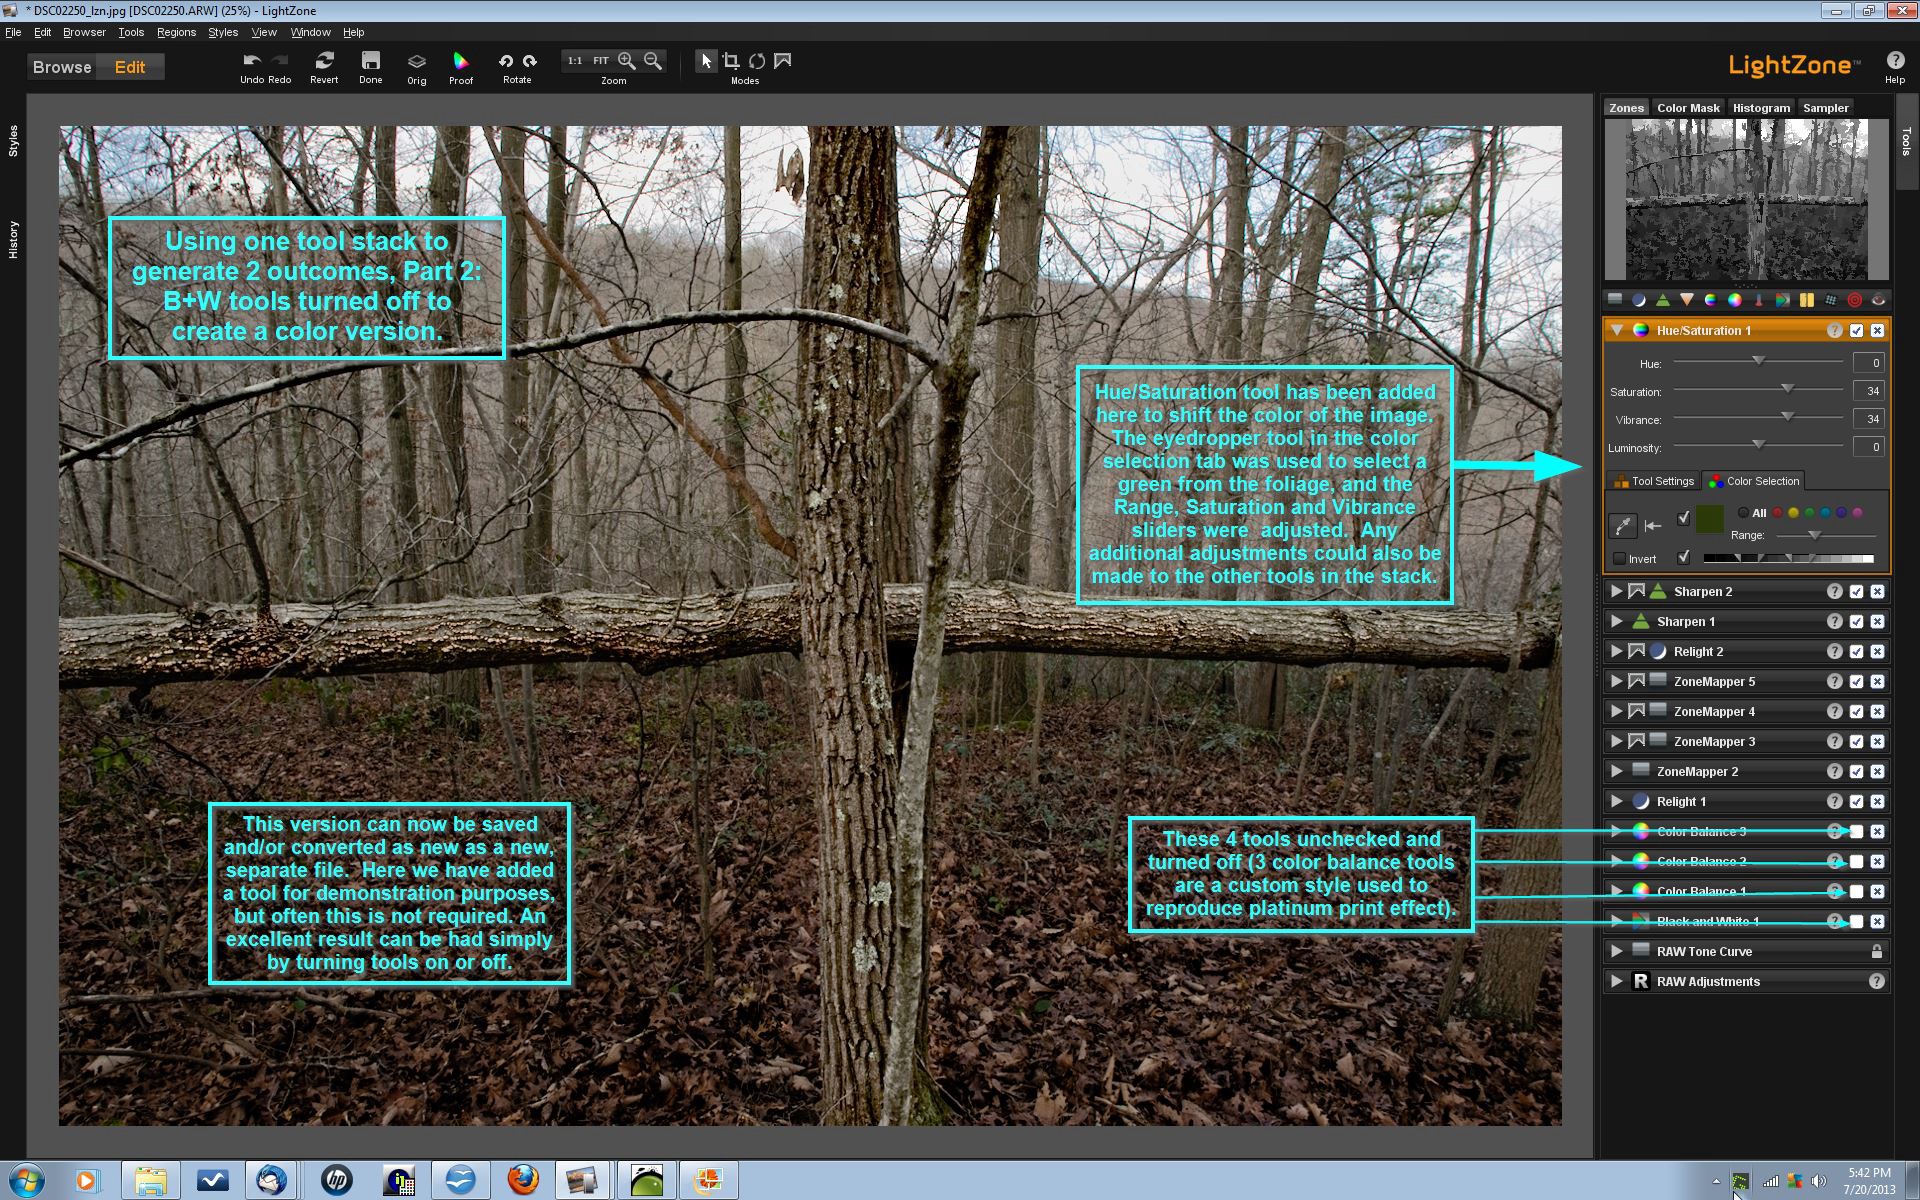 * DSC02250_lzn.jpg [DSC02250.ARW] (25%) - LightZone
File Edit Browser Tools Regions Styles View Window Help
Browse Edit
Undo Redo Revert Done Orig Proof Rotate
1:1 FIT
Zoom
Modes
LightZone™
? Help
Styles
History
Tools
Zones Color Mask Histogram Sampler
Using one tool stack to
generate 2 outcomes, Part 2:
B+W tools turned off to
create a color version.
Hue/Saturation tool has been added
here to shift the color of the image.
The eyedropper tool in the color
selection tab was used to select a
green from the foliage, and the
Range, Saturation and Vibrance
sliders were adjusted. Any
additional adjustments could also be
made to the other tools in the stack.
This version can now be saved
and/or converted as new as a new,
separate file. Here we have added
a tool for demonstration purposes,
but often this is not required. An
excellent result can be had simply
by turning tools on or off.
These 4 tools unchecked and
turned off (3 color balance tools
are a custom style used to
reproduce platinum print effect).
Hue/Saturation 1 ?
Hue: 0
Saturation: 34
Vibrance: 34
Luminosity: 0
Tool Settings Color Selection
All
Range:
Invert
Sharpen 2 ?
Sharpen 1 ?
Relight 2 ?
ZoneMapper 5 ?
ZoneMapper 4 ?
ZoneMapper 3 ?
ZoneMapper 2 ?
Relight 1 ?
Color Balance 3 ?
Color Balance 2 ?
Color Balance 1 ?
Black and White 1 ?
RAW Tone Curve
R RAW Adjustments ?
hp
5:42 PM
7/20/2013